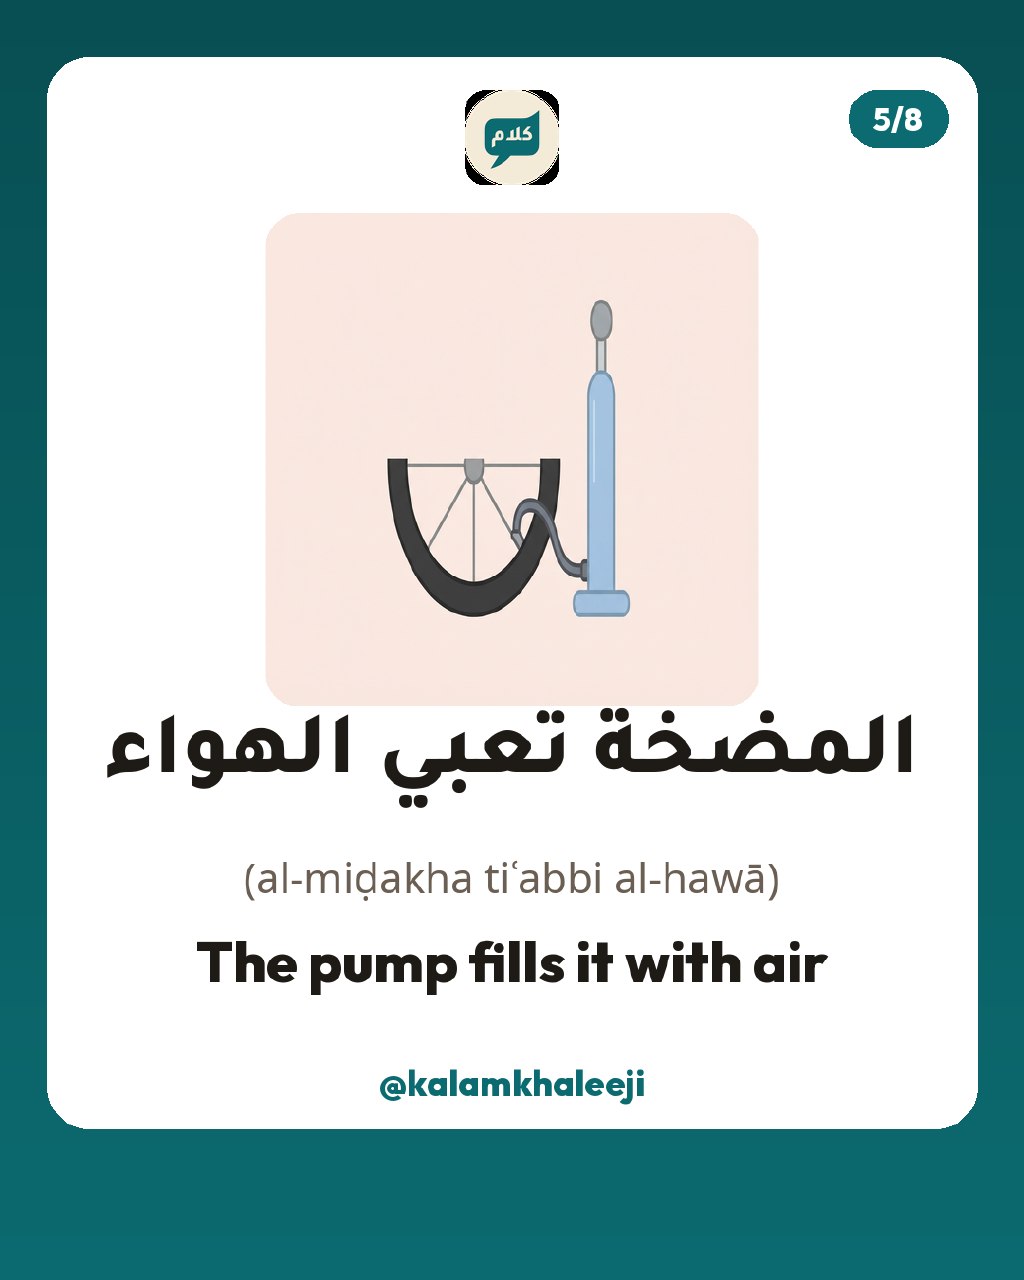 كلام
5/8
المضخة تعبي الهواء
(al-miḍakha tiʿabbi al-hawā)
The pump fills it with air
@kalamkhaleeji